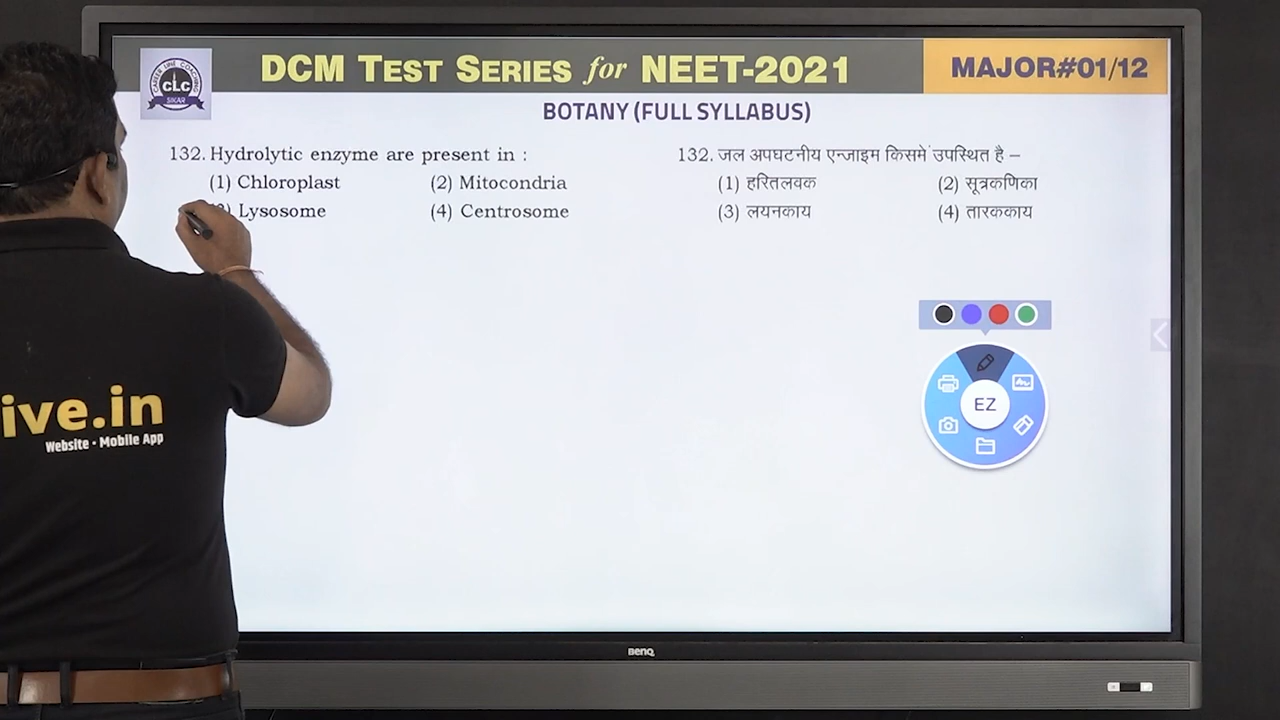 DCM TEST SERIES for NEET-2021
MAJOR#01/12
CLC
SIKAR
BOTANY (FULL SYLLABUS)
132. Hydrolytic enzyme are present in :
(1) Chloroplast (2) Mitocondria
Lysosome (4) Centrosome
132. जल अपघटनीय एन्जाइम किसमें उपस्थित है –
(1) हरितलवक (2) सूत्रकणिका
(3) लयनकाय (4) तारककाय
EZ
ive.in
Website • Mobile App
BenQ